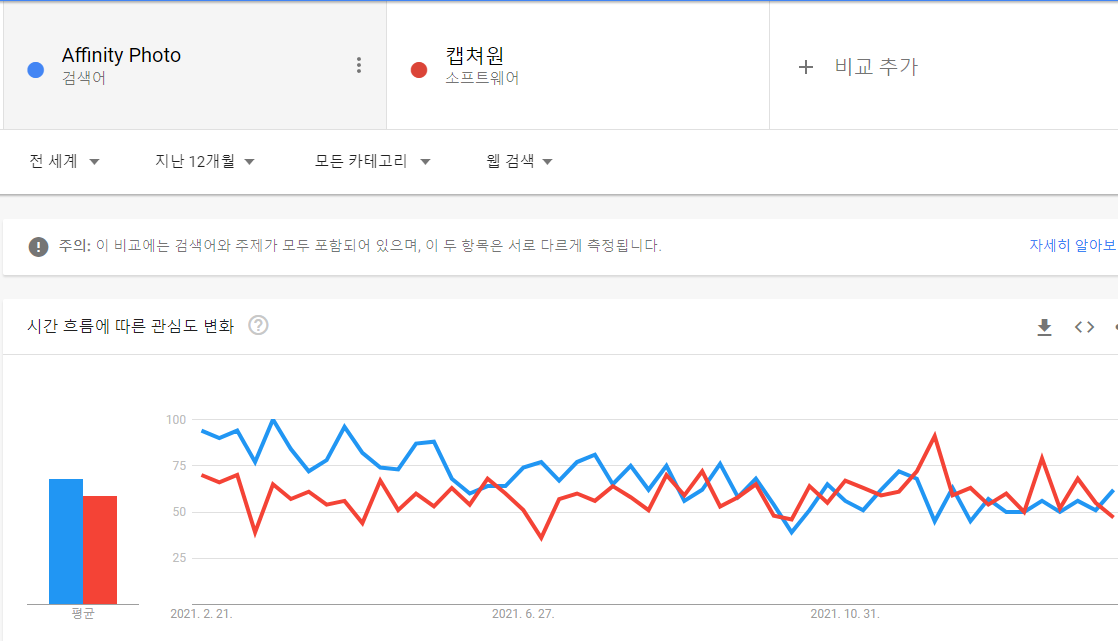 Affinity Photo
검색어
캡쳐원
소프트웨어
+ 비교 추가
전 세계
지난 12개월
모든 카테고리
웹 검색
주의: 이 비교에는 검색어와 주제가 모두 포함되어 있으며, 이 두 항목은 서로 다르게 측정됩니다.
자세히 알아보
시간 흐름에 따른 관심도 변화
100
75
50
25
평균
2021. 2. 21.
2021. 6. 27.
2021. 10. 31.